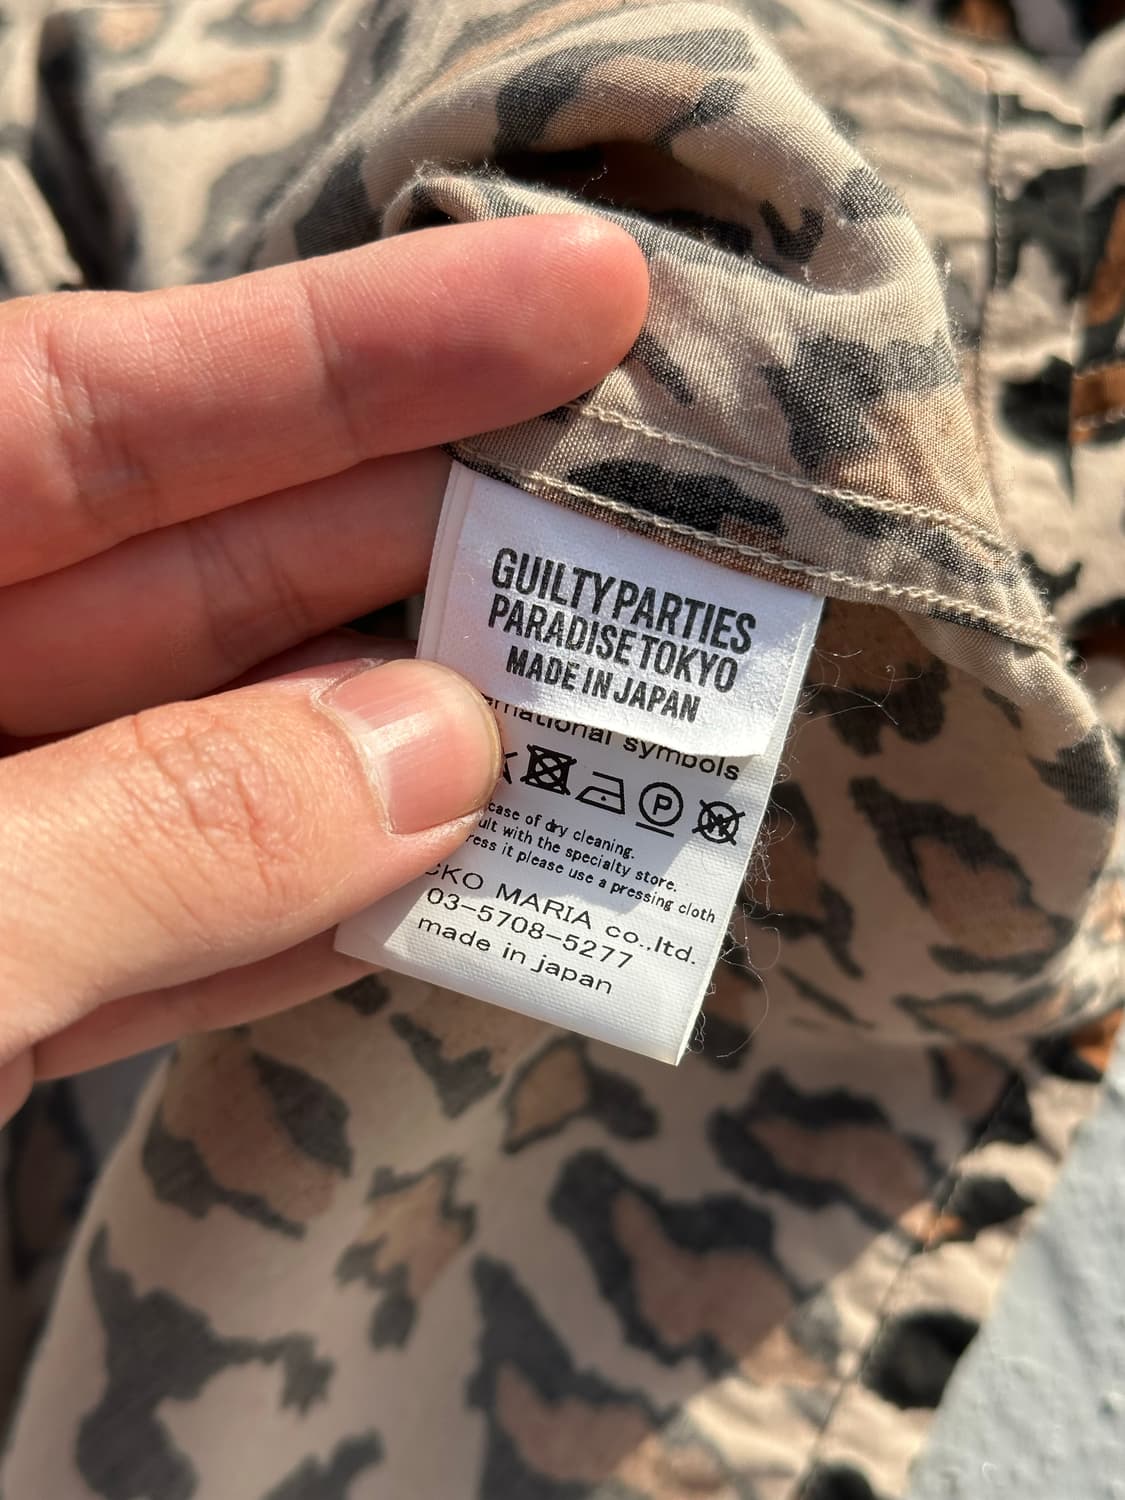 GUILTY PARTIES
PARADISE TOKYO
MADE IN JAPAN
symbols
P
W
case of dry cleaning.
with the specialty store.
it please use a pressing cloth
MARIA co.,ltd.
03-5708-5277
made in japan